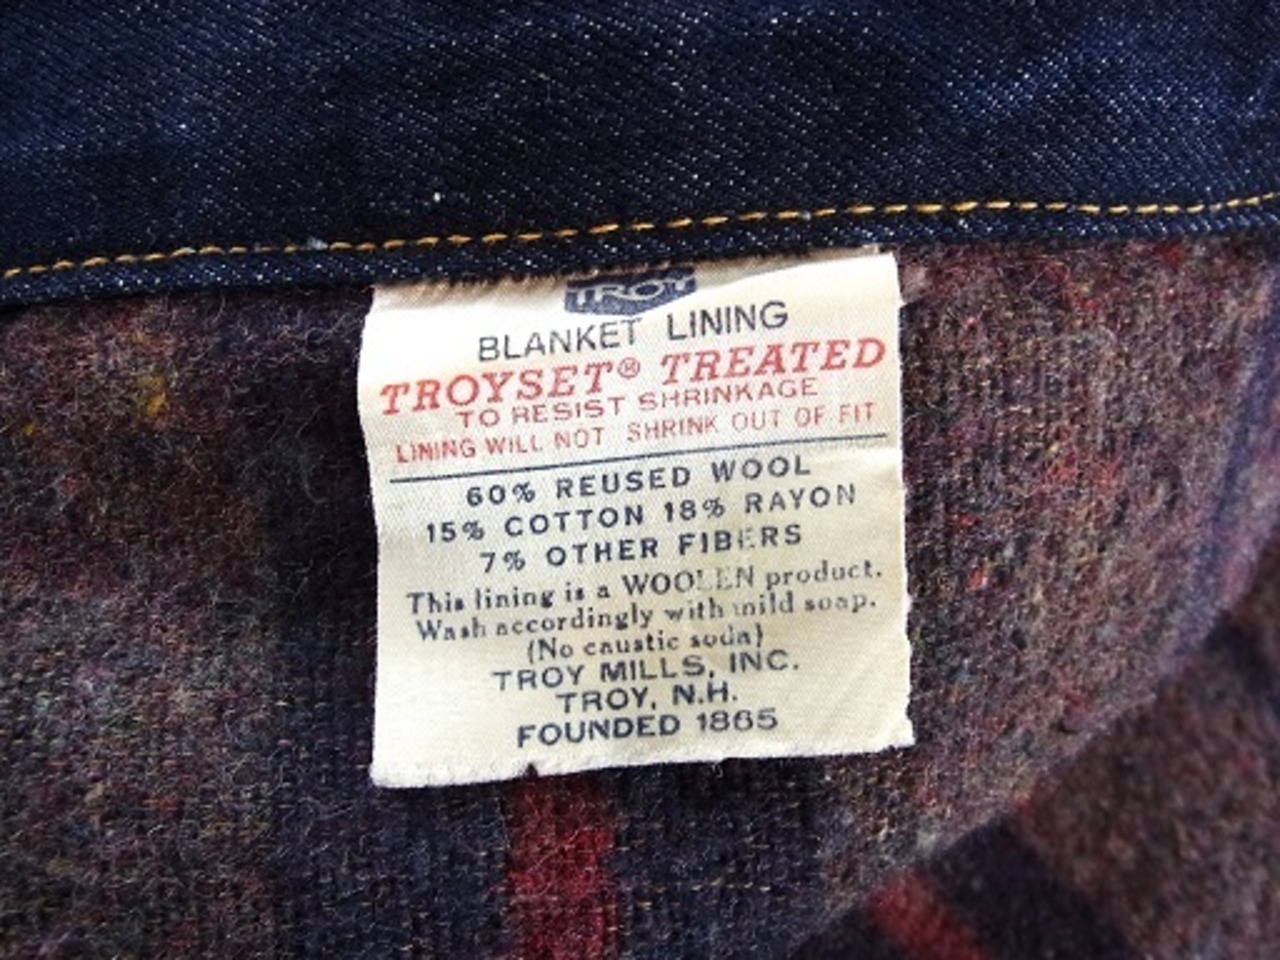 TROY
BLANKET LINING
TROYSET® TREATED
TO RESIST SHRINKAGE
LINING WILL NOT SHRINK OUT OF FIT
60% REUSED WOOL
15% COTTON 18% RAYON
7% OTHER FIBERS
This lining is a WOOLEN product.
Wash accordingly with mild soap.
(No caustic soda)
TROY MILLS, INC.
TROY, N.H.
FOUNDED 1865